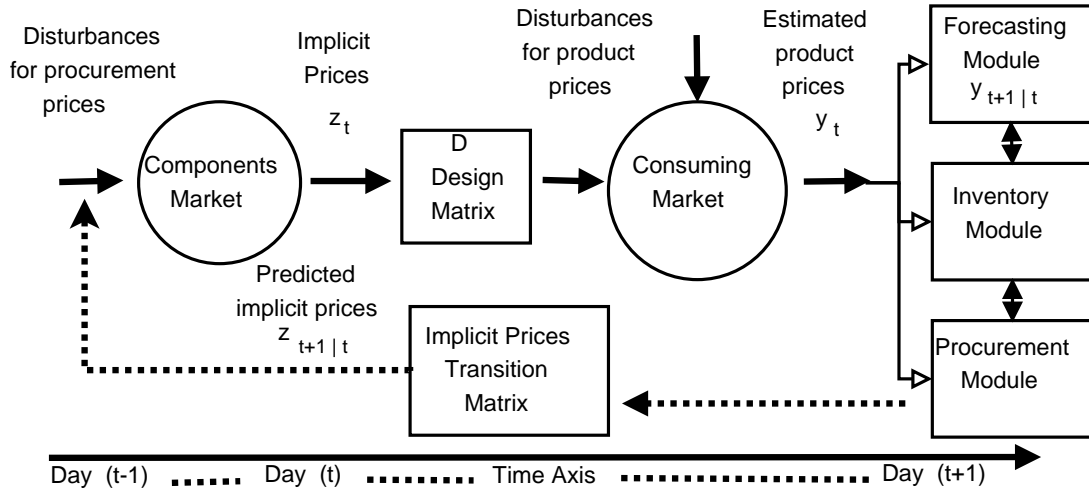 Disturbances
for procurement
prices
Implicit
Prices
z t
Disturbances
for product
prices
Estimated
product
prices
y t
Forecasting
Module
y t+1 | t
Components
Market
D
Design
Matrix
Consuming
Market
Inventory
Module
Predicted
implicit prices
z t+1 | t
Implicit Prices
Transition
Matrix
Procurement
Module
Day (t-1)
Day (t)
Time Axis
Day (t+1)